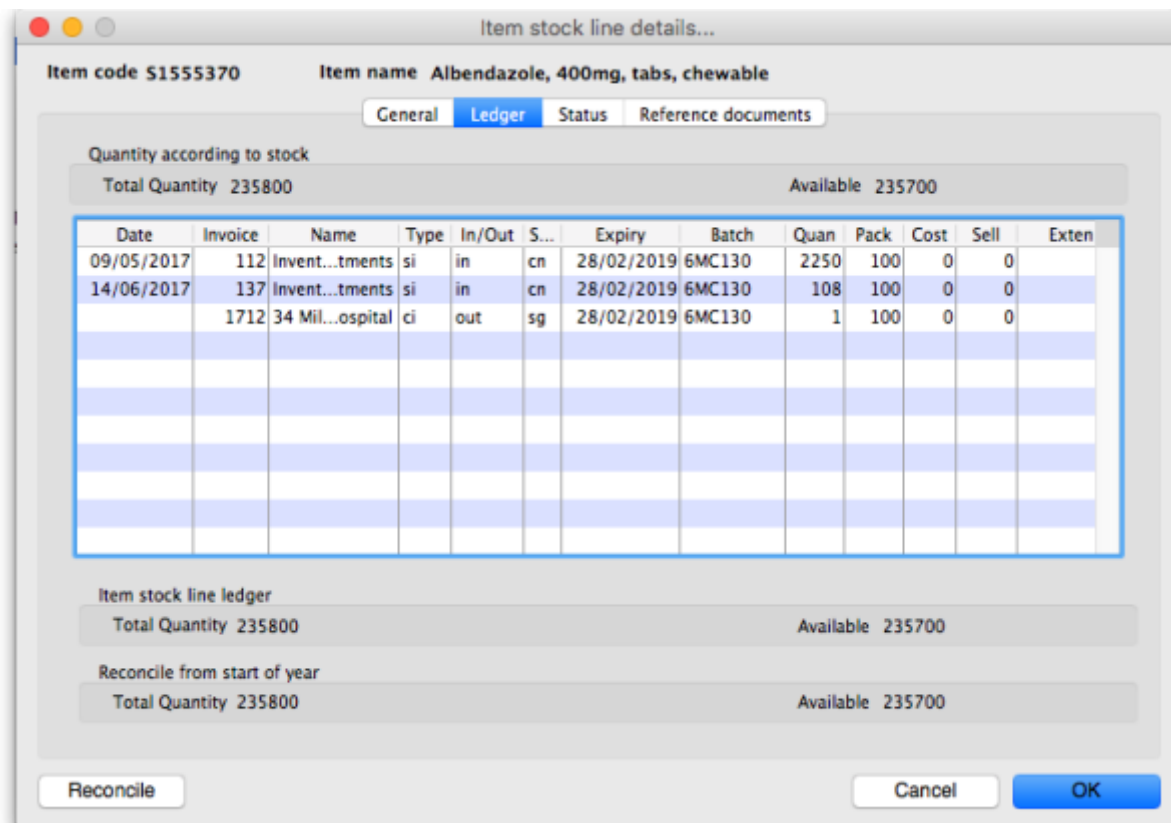 Item stock line details...
Item code S1555370 Item name Albendazole, 400mg, tabs, chewable
General Ledger Status Reference documents
Quantity according to stock
Total Quantity 235800 Available 235700
Date Invoice Name Type In/Out S... Expiry Batch Quan Pack Cost Sell Exten
09/05/2017 112 Invent...tments si in cn 28/02/2019 6MC130 2250 100 0 0
14/06/2017 137 Invent...tments si in cn 28/02/2019 6MC130 108 100 0 0
1712 34 Mil...ospital ci out sg 28/02/2019 6MC130 1 100 0 0
Item stock line ledger
Total Quantity 235800 Available 235700
Reconcile from start of year
Total Quantity 235800 Available 235700
Reconcile Cancel OK